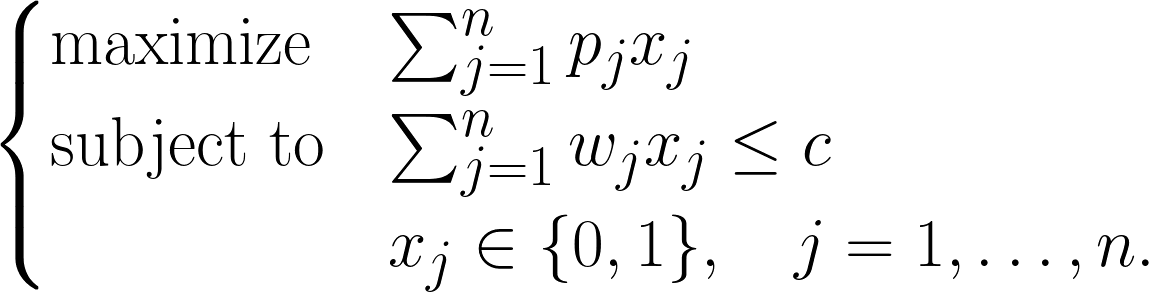 maximize ∑_{j=1}^{n} p_j x_j
subject to ∑_{j=1}^{n} w_j x_j ≤ c
x_j ∈ {0, 1}, j = 1, . . . , n.